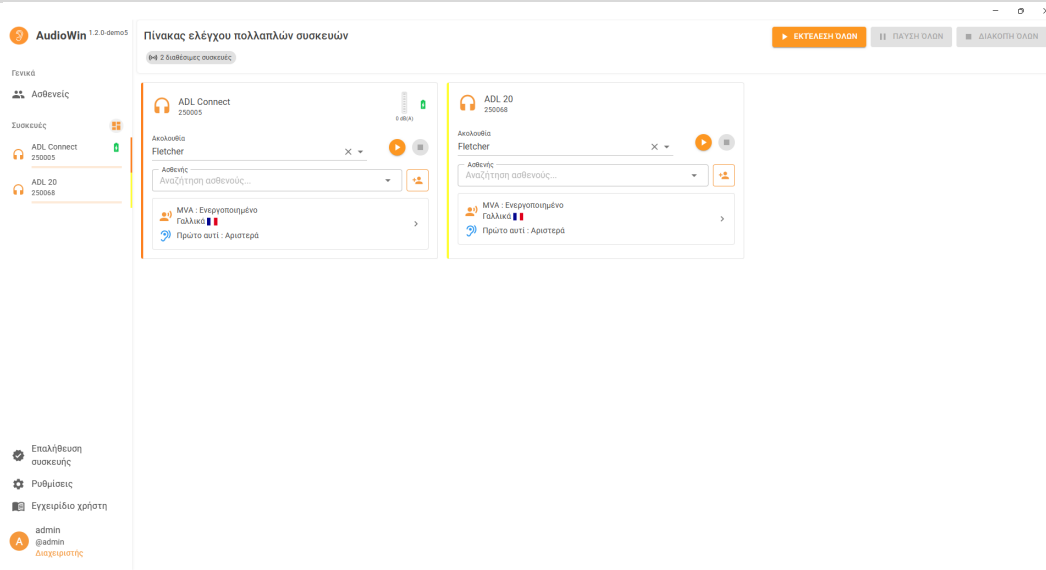 AudioWin 1.2.0-demo5
Γενικά
Ασθενείς
Συσκευές
ADL Connect
250005
ADL 20
250068
Επαλήθευση
συσκευής
Ρυθμίσεις
Εγχειρίδιο χρήστη
A
admin
@admin
Διαχειριστής
Πίνακας ελέγχου πολλαπλών συσκευών
2 διαθέσιμες συσκευές
ΕΚΤΕΛΕΣΗ ΌΛΩΝ
ΠΑΥΣΗ ΌΛΩΝ
ΔΙΑΚΟΠΗ ΌΛΩΝ
ADL Connect
250005
0 dB(A)
Ακολουθία
Fletcher
Ασθενής
Αναζήτηση ασθενούς...
MVA : Ενεργοποιημένο
Γαλλικά
Πρώτο αυτί : Αριστερά
ADL 20
250068
Ακολουθία
Fletcher
Ασθενής
Αναζήτηση ασθενούς...
MVA : Ενεργοποιημένο
Γαλλικά
Πρώτο αυτί : Αριστερά